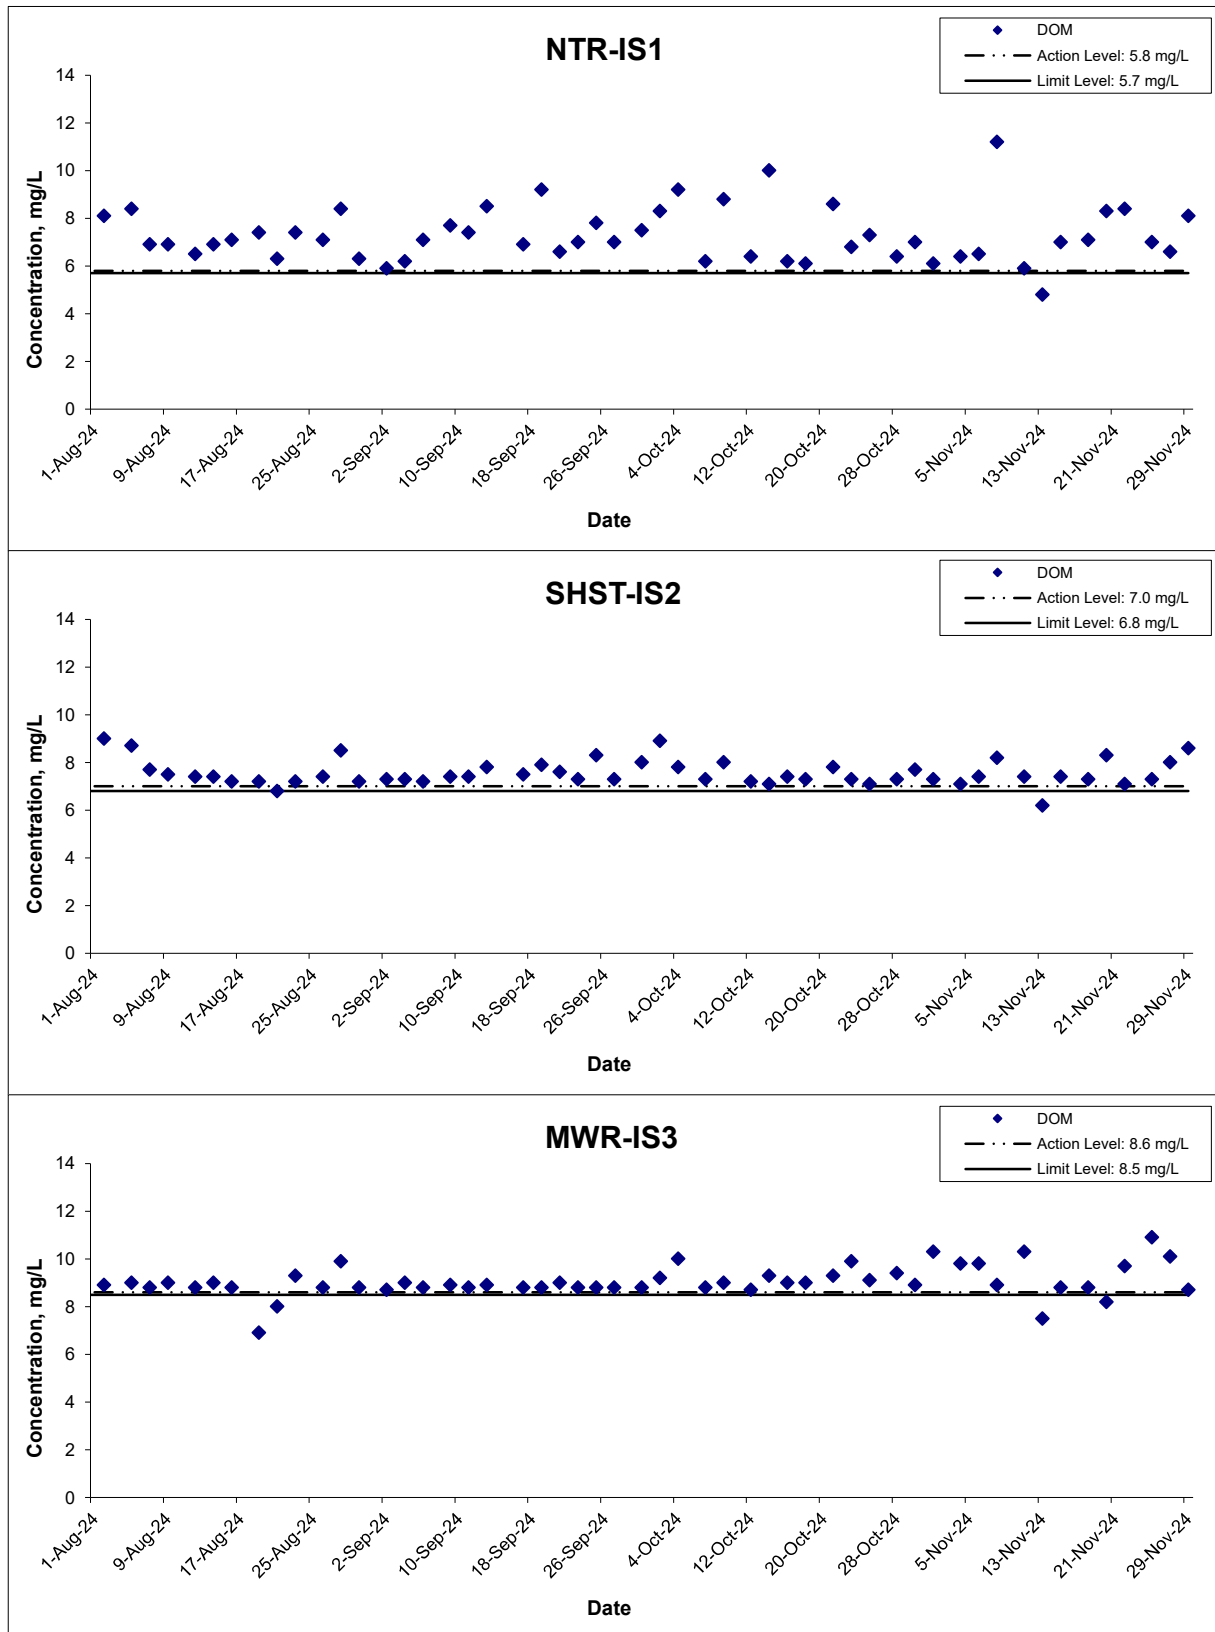 NTR-IS1
DOM
Action Level: 5.8 mg/L
Limit Level: 5.7 mg/L
Concentration, mg/L
14
12
10
8
6
4
2
0
1-Aug-24
9-Aug-24
17-Aug-24
25-Aug-24
2-Sep-24
10-Sep-24
18-Sep-24
26-Sep-24
4-Oct-24
12-Oct-24
20-Oct-24
28-Oct-24
5-Nov-24
13-Nov-24
21-Nov-24
29-Nov-24
Date
SHST-IS2
DOM
Action Level: 7.0 mg/L
Limit Level: 6.8 mg/L
Concentration, mg/L
14
12
10
8
6
4
2
0
1-Aug-24
9-Aug-24
17-Aug-24
25-Aug-24
2-Sep-24
10-Sep-24
18-Sep-24
26-Sep-24
4-Oct-24
12-Oct-24
20-Oct-24
28-Oct-24
5-Nov-24
13-Nov-24
21-Nov-24
29-Nov-24
Date
MWR-IS3
DOM
Action Level: 8.6 mg/L
Limit Level: 8.5 mg/L
Concentration, mg/L
14
12
10
8
6
4
2
0
1-Aug-24
9-Aug-24
17-Aug-24
25-Aug-24
2-Sep-24
10-Sep-24
18-Sep-24
26-Sep-24
4-Oct-24
12-Oct-24
20-Oct-24
28-Oct-24
5-Nov-24
13-Nov-24
21-Nov-24
29-Nov-24
Date